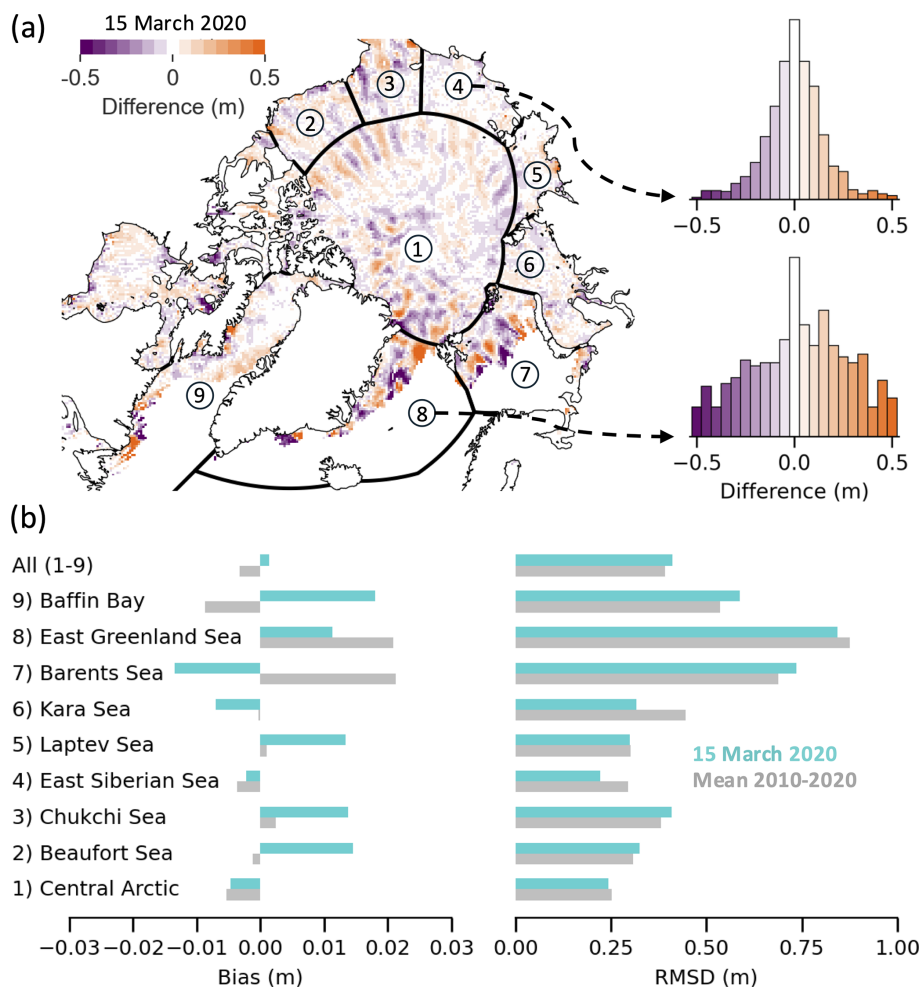 (a)
15 March 2020
-0.5 0 0.5
Difference (m)
1
2
3
4
5
6
7
8
9
−0.5 0.0 0.5
−0.5 0.0 0.5
Difference (m)
(b)
All (1-9)
9) Baffin Bay
8) East Greenland Sea
7) Barents Sea
6) Kara Sea
5) Laptev Sea
4) East Siberian Sea
3) Chukchi Sea
2) Beaufort Sea
1) Central Arctic
15 March 2020
Mean 2010-2020
−0.03 −0.02 −0.01 0.00 0.01 0.02 0.03
Bias (m)
0.00 0.25 0.50 0.75 1.00
RMSD (m)